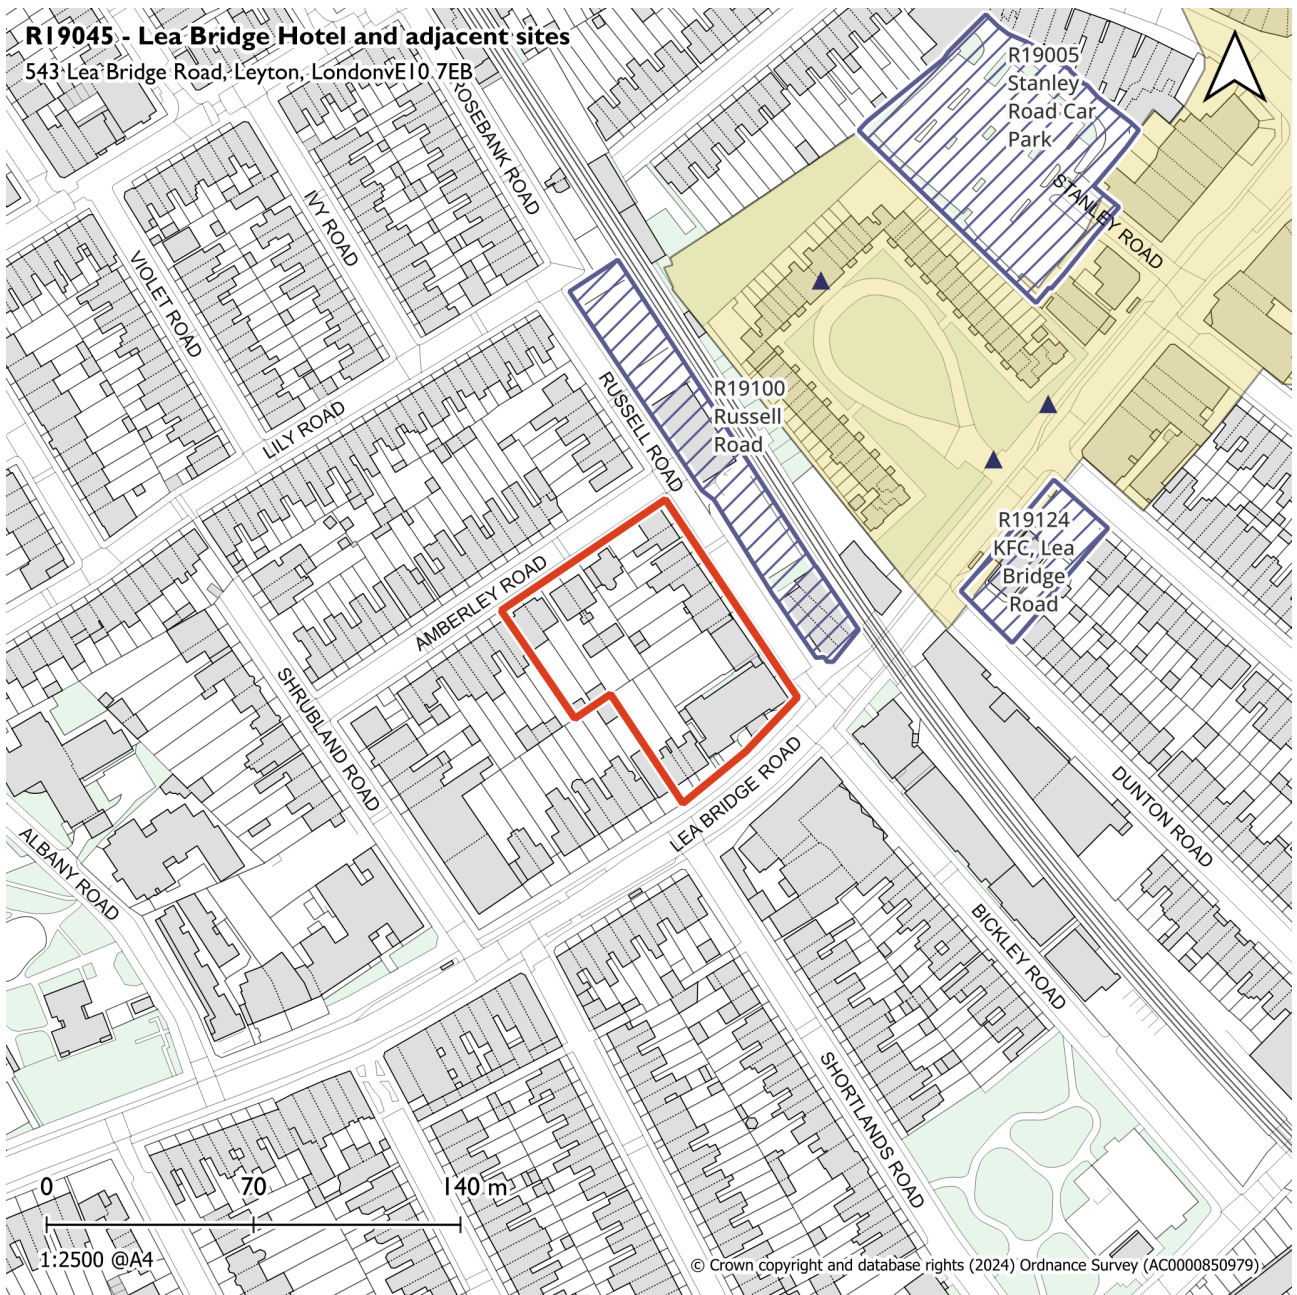 R19045 - Lea Bridge Hotel and adjacent sites
543 Lea Bridge Road, Leyton, LondonvE10 7EB
R19005
Stanley
Road Car
Park
ROSEBANK ROAD
IVY ROAD
STANLEY ROAD
VIOLET ROAD
R19100
Russell
Road
RUSSELL ROAD
LILY ROAD
R19124
KFC, Lea
Bridge
Road
AMBERLEY ROAD
SHRUBLAND ROAD
LEA BRIDGE ROAD
DUNTON ROAD
ALBANY ROAD
BICKLEY ROAD
SHORTLANDS ROAD
0 70 140 m
1:2500 @A4
© Crown copyright and database rights (2024) Ordnance Survey (AC0000850979)